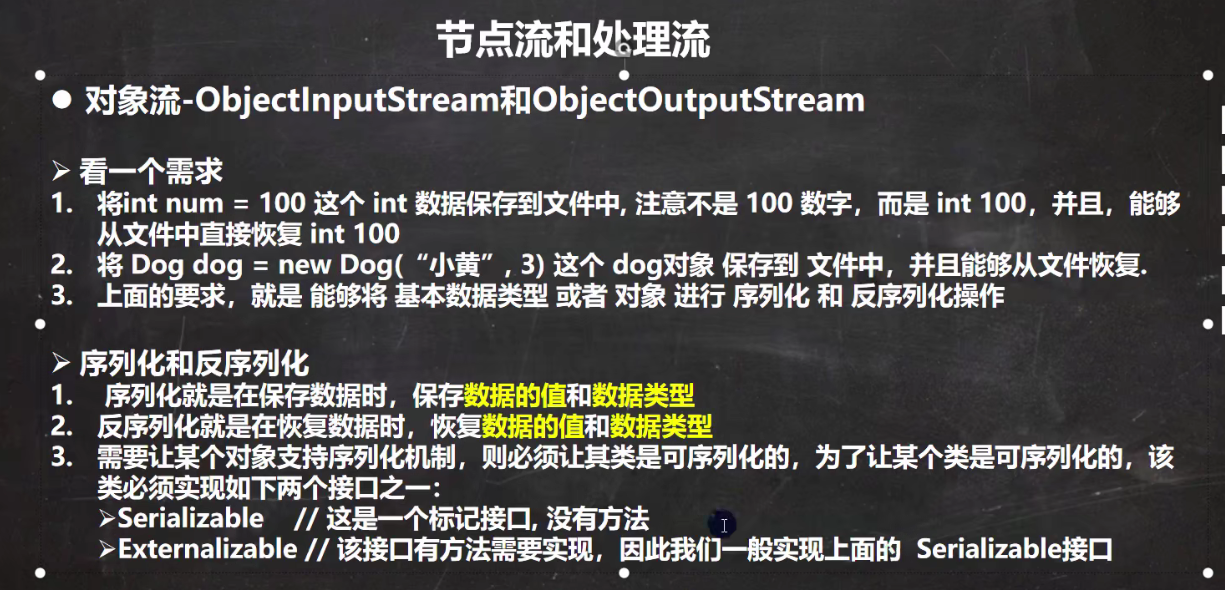 节点流和处理流
● 对象流-ObjectInputStream和ObjectOutputStream
➢ 看一个需求
1. 将int num = 100 这个 int 数据保存到文件中, 注意不是 100 数字，而是 int 100，并且，能够
从文件中直接恢复 int 100
2. 将 Dog dog = new Dog(“小黄”, 3) 这个 dog对象 保存到 文件中，并且能够从文件恢复.
3. 上面的要求，就是 能够将 基本数据类型 或者 对象 进行 序列化 和 反序列化操作
➢ 序列化和反序列化
1. 序列化就是在保存数据时，保存数据的值和数据类型
2. 反序列化就是在恢复数据时，恢复数据的值和数据类型
3. 需要让某个对象支持序列化机制，则必须让其类是可序列化的，为了让某个类是可序列化的，该
类必须实现如下两个接口之一：
➢Serializable // 这是一个标记接口, 没有方法
➢Externalizable // 该接口有方法需要实现，因此我们一般实现上面的 Serializable接口